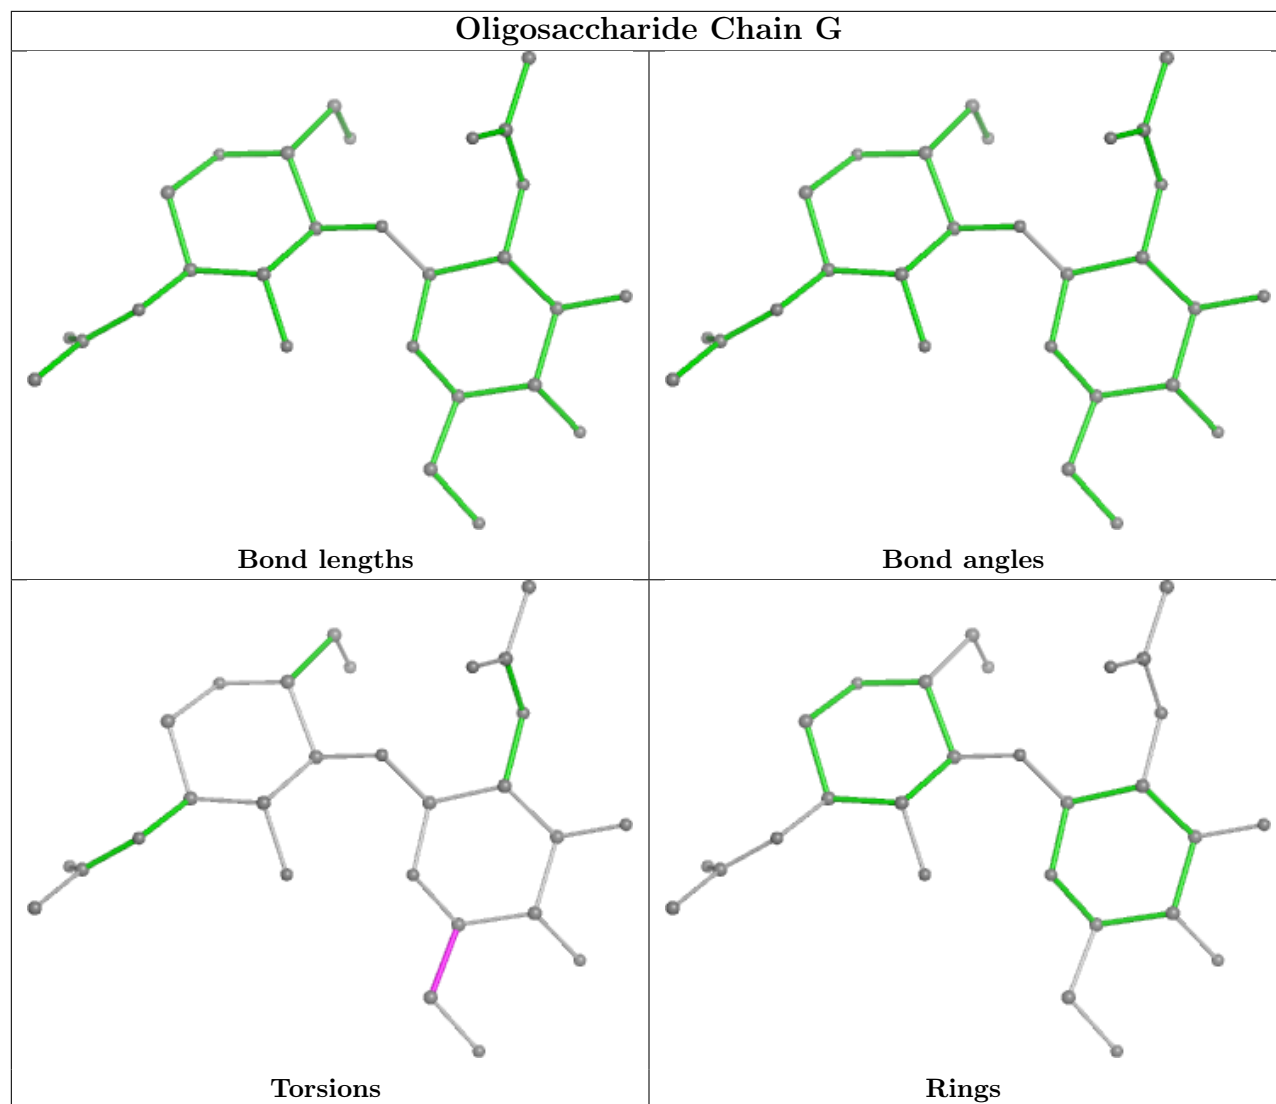 Oligosaccharide Chain G
Bond lengths
Bond angles
Torsions
Rings